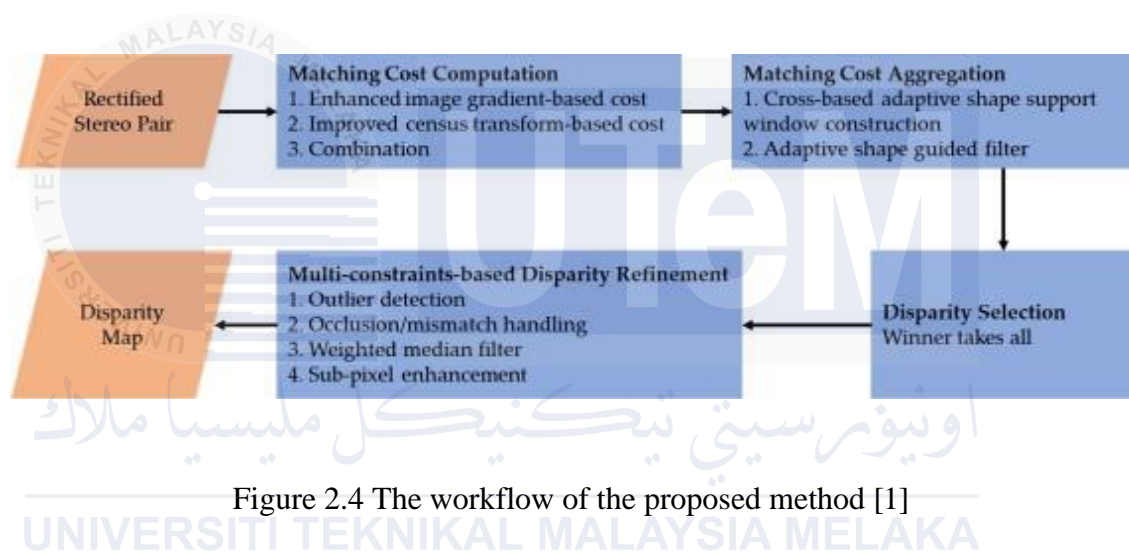 Rectified
Stereo Pair
Matching Cost Computation
1. Enhanced image gradient-based cost
2. Improved census transform-based cost
3. Combination
Matching Cost Aggregation
1. Cross-based adaptive shape support
window construction
2. Adaptive shape guided filter
Disparity Selection
Winner takes all
Multi-constraints-based Disparity Refinement
1. Outlier detection
2. Occlusion/mismatch handling
3. Weighted median filter
4. Sub-pixel enhancement
Disparity
Map
UTeM
اونيۏرسيتي تيكنيكل مليسيا ملاك
Figure 2.4 The workflow of the proposed method [1]
UNIVERSITI TEKNIKAL MALAYSIA MELAKA